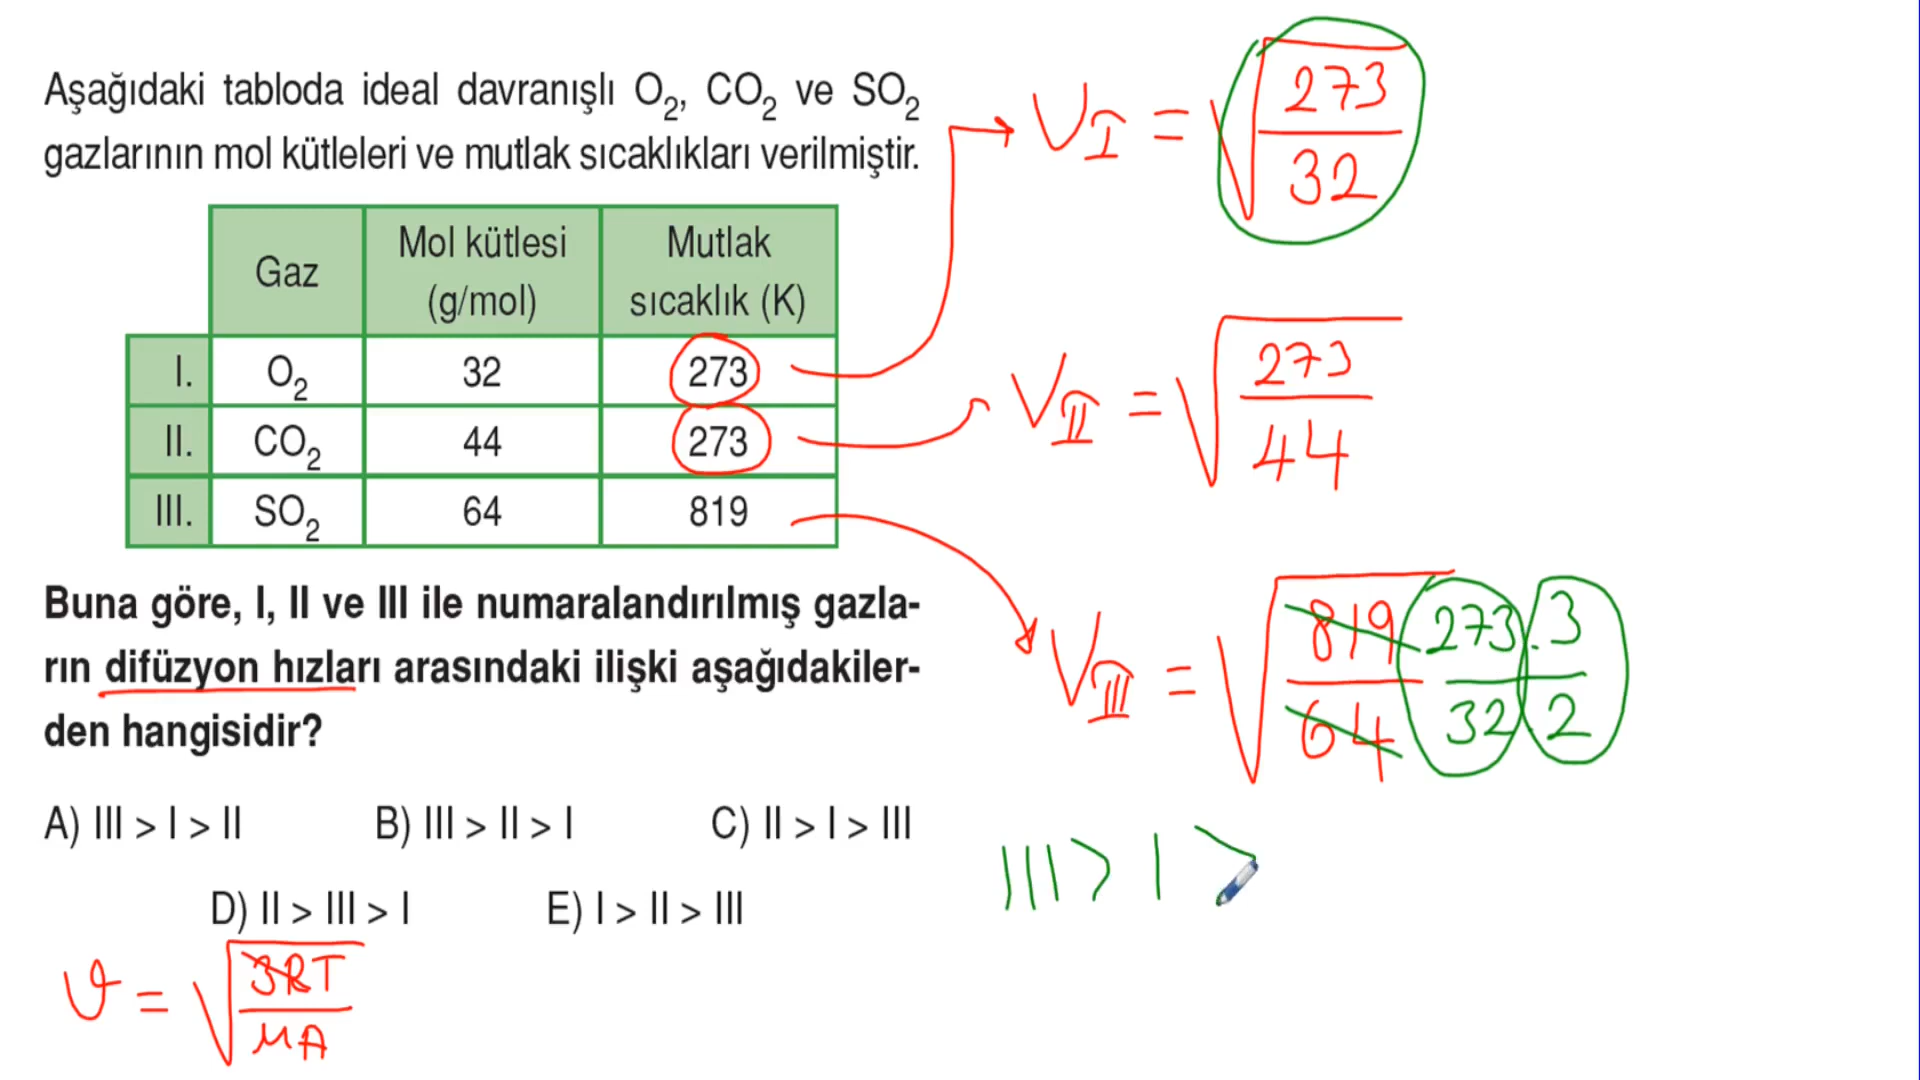 Aşağıdaki tabloda ideal davranışlı O₂, CO₂ ve SO₂
gazlarının mol kütleleri ve mutlak sıcaklıkları verilmiştir.
Gaz Mol kütlesi (g/mol) Mutlak sıcaklık (K)
I. O₂ 32 273
II. CO₂ 44 273
III. SO₂ 64 819
Buna göre, I, II ve III ile numaralandırılmış gazla-
rın difüzyon hızları arasındaki ilişki aşağıdakiler-
den hangisidir?
A) III > I > II B) III > II > I C) II > I > III
D) II > III > I E) I > II > III
ϑ = √(3RT/MA)
V_I = √(273/32)
V_II = √(273/44)
V_III = √(819/64 273/32 . 3/2)
III > I >